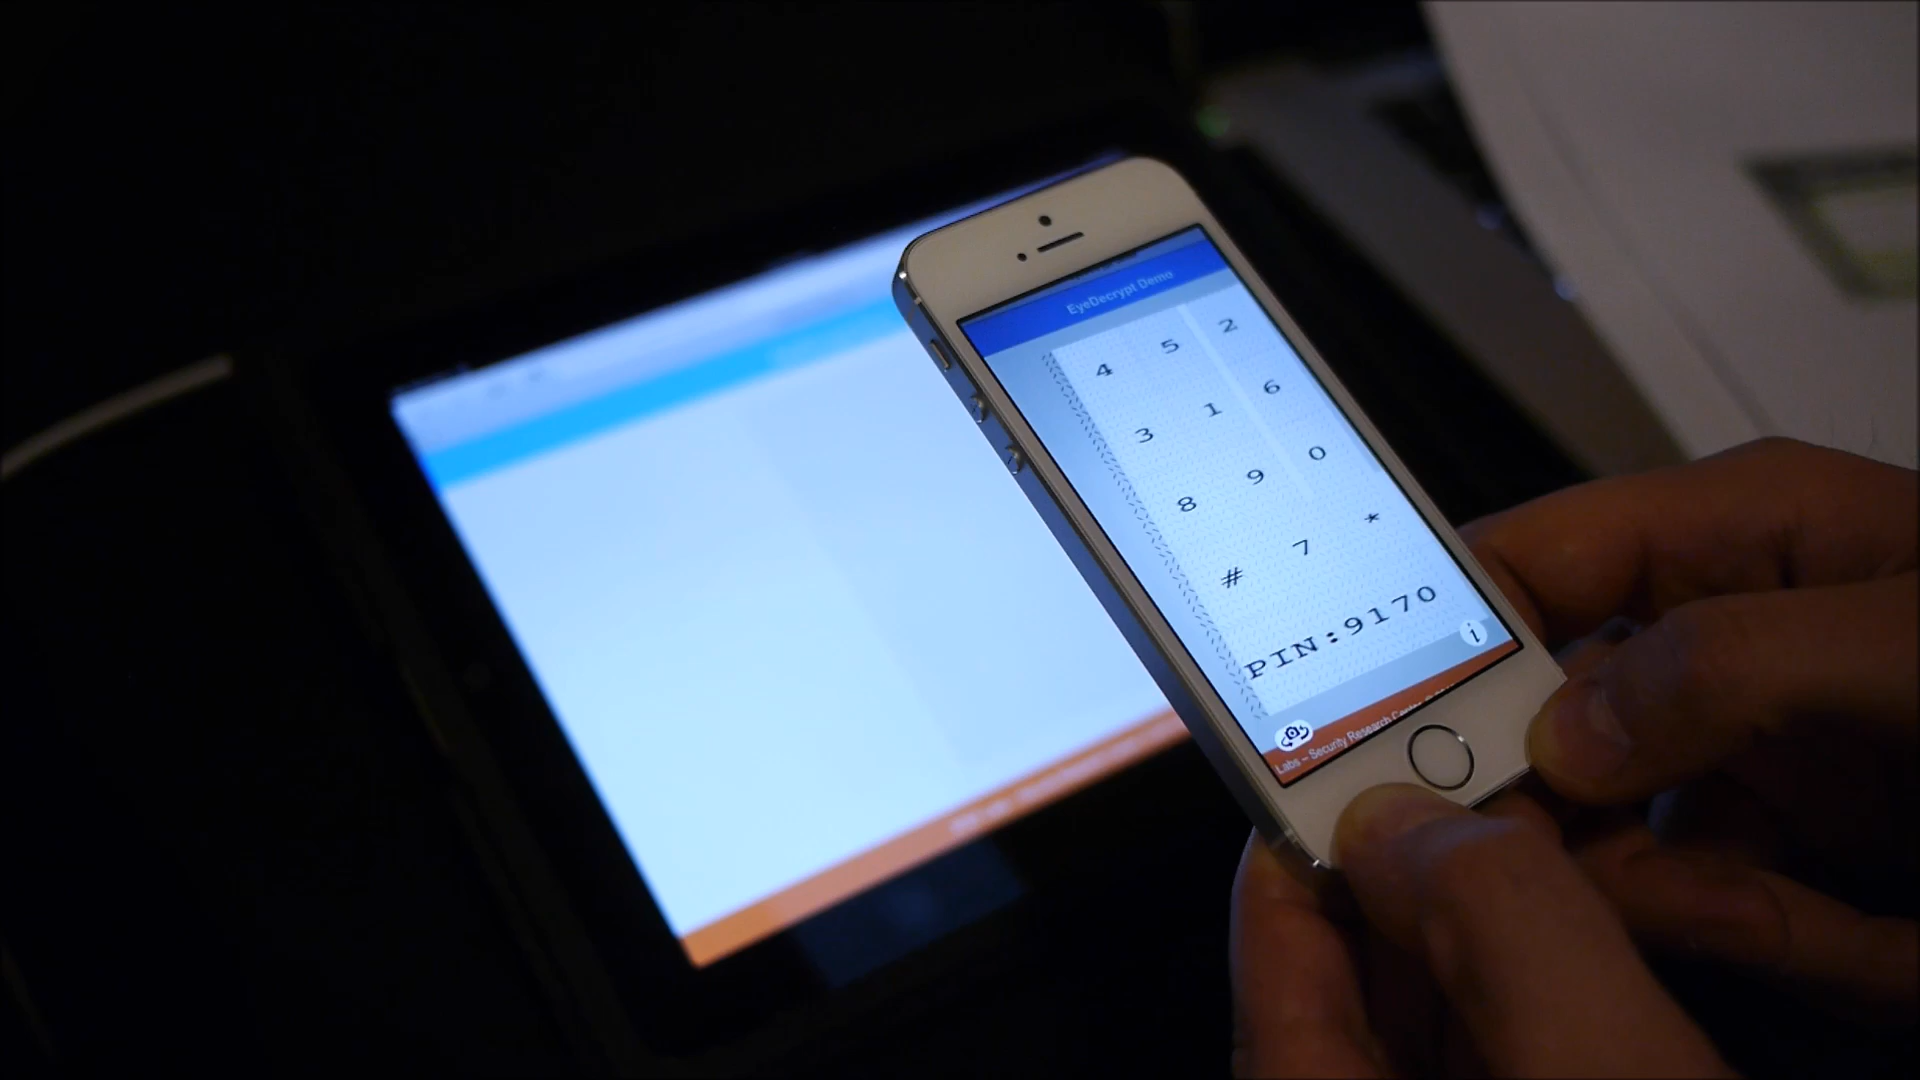 EyeDecrypt Demo
4 5 2
3 1 6
8 9 0
# 7 *
PIN:9170
i
Labs – Security Research Center